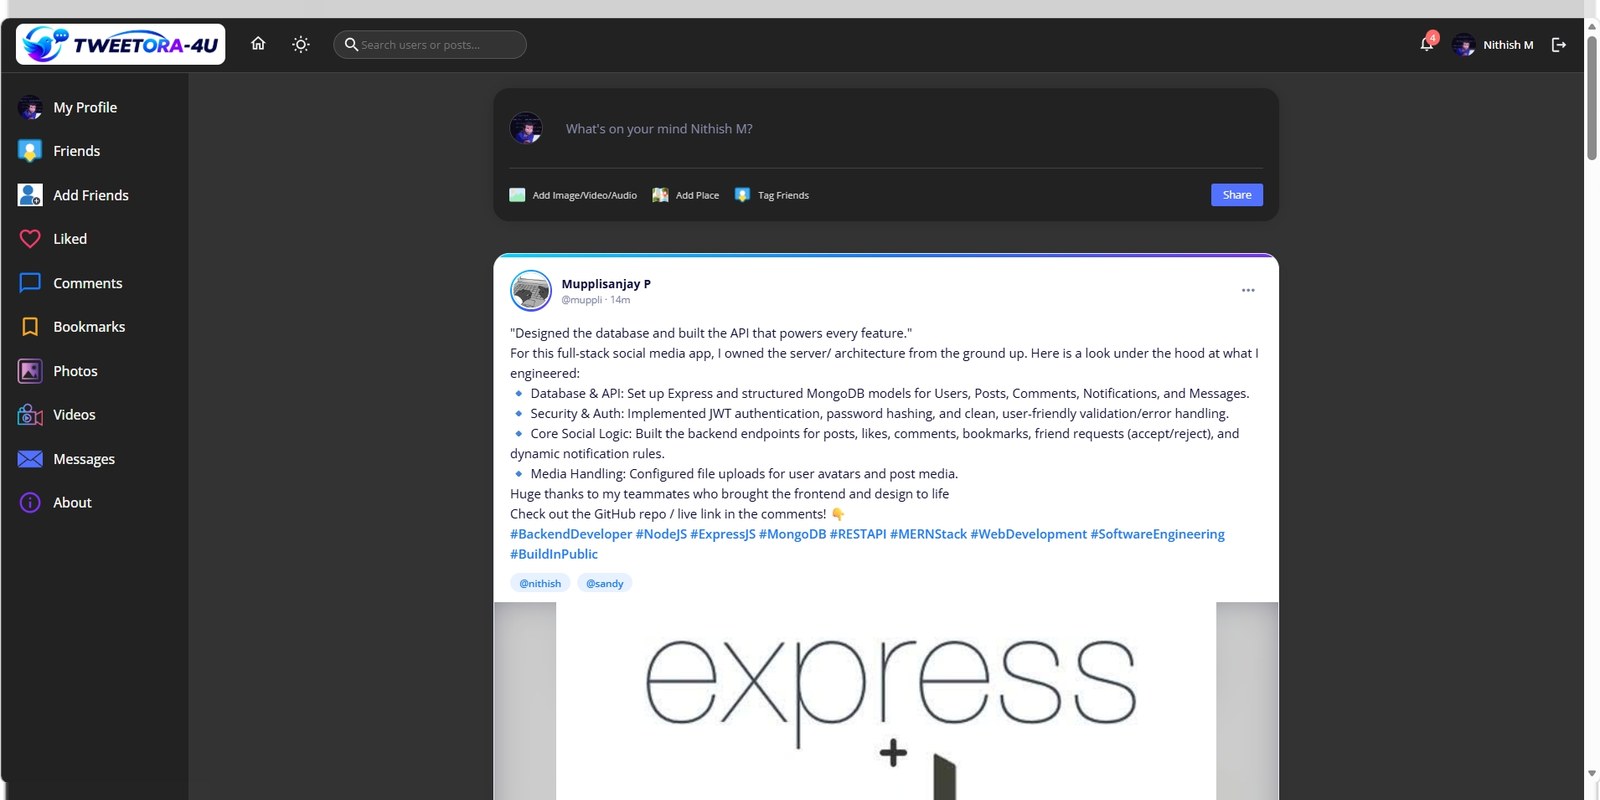 TWEETORA-4U
Search users or posts...
4
Nithish M
My Profile
Friends
Add Friends
Liked
Comments
Bookmarks
Photos
Videos
Messages
About
What's on your mind Nithish M?
Add Image/Video/Audio
Add Place
Tag Friends
Share
Mupplisanjay P
@muppli · 14m
"Designed the database and built the API that powers every feature."
For this full-stack social media app, I owned the server/ architecture from the ground up. Here is a look under the hood at what I
engineered:
🔹 Database & API: Set up Express and structured MongoDB models for Users, Posts, Comments, Notifications, and Messages.
🔹 Security & Auth: Implemented JWT authentication, password hashing, and clean, user-friendly validation/error handling.
🔹 Core Social Logic: Built the backend endpoints for posts, likes, comments, bookmarks, friend requests (accept/reject), and
dynamic notification rules.
🔹 Media Handling: Configured file uploads for user avatars and post media.
Huge thanks to my teammates who brought the frontend and design to life
Check out the GitHub repo / live link in the comments! 👇
#BackendDeveloper #NodeJS #ExpressJS #MongoDB #RESTAPI #MERNStack #WebDevelopment #SoftwareEngineering
#BuildInPublic
@nithish @sandy
express
+